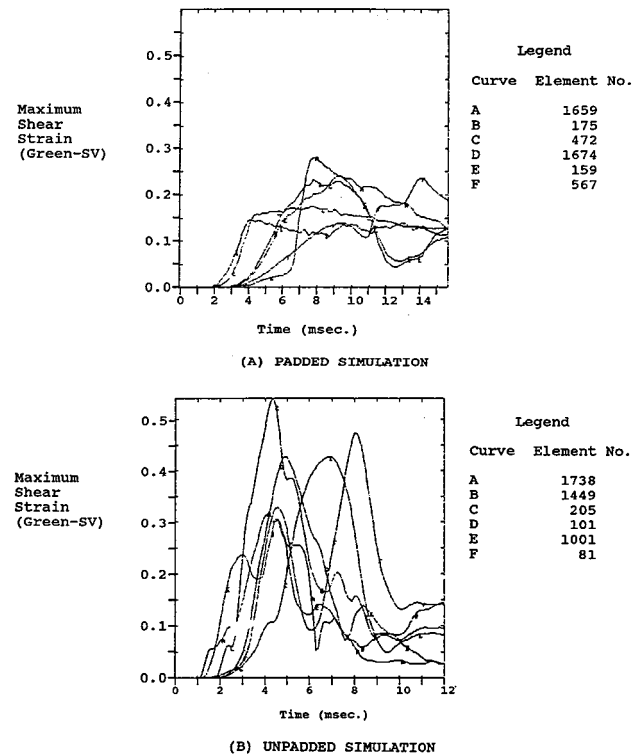 0.5
0.4
0.3
0.2
0.1
0.0
Maximum
Shear
Strain
(Green-SV)
0 2 4 6 8 10 12 14
Time (msec.)
Legend
Curve Element No.
A 1659
B 175
C 472
D 1674
E 159
F 567
(A) PADDED SIMULATION
0.5
0.4
0.3
0.2
0.1
0.0
Maximum
Shear
Strain
(Green-SV)
0 2 4 6 8 10 12
Time (msec.)
Legend
Curve Element No.
A 1738
B 1449
C 205
D 101
E 1001
F 81
(B) UNPADDED SIMULATION